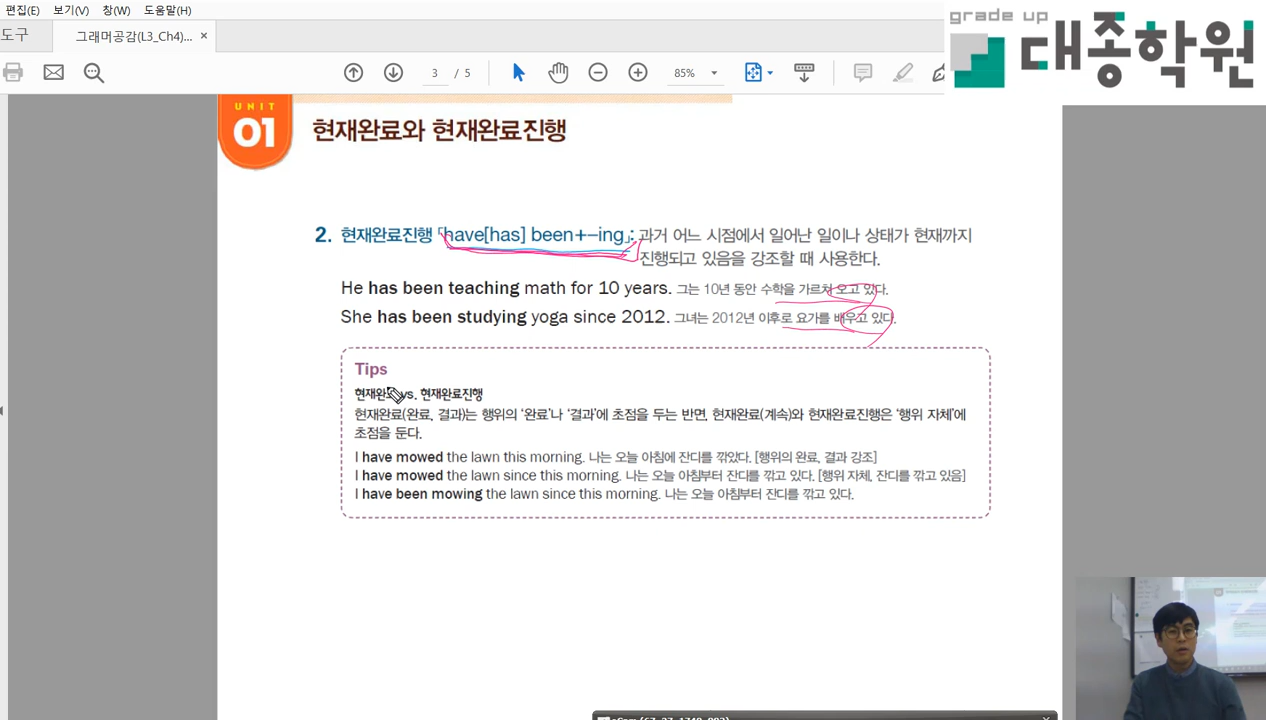 편집(E) 보기(V) 창(W) 도움말(H)
grade up
대종학원
도구 그래머공감(L3_Ch4)... ×
3 / 5 85%
UNIT
01
현재완료와 현재완료진행
2. 현재완료진행 「have[has] been+-ing」: 과거 어느 시점에서 일어난 일이나 상태가 현재까지
진행되고 있음을 강조할 때 사용한다.
He has been teaching math for 10 years. 그는 10년 동안 수학을 가르쳐 오고 있다.
She has been studying yoga since 2012. 그녀는 2012년 이후로 요가를 배우고 있다.
Tips
현재완료 vs. 현재완료진행
현재완료(완료, 결과)는 행위의 ‘완료’나 ‘결과’에 초점을 두는 반면, 현재완료(계속)와 현재완료진행은 ‘행위 자체’에
초점을 둔다.
I have mowed the lawn this morning. 나는 오늘 아침에 잔디를 깎았다. [행위의 완료, 결과 강조]
I have mowed the lawn since this morning. 나는 오늘 아침부터 잔디를 깎고 있다. [행위 자체, 잔디를 깎고 있음]
I have been mowing the lawn since this morning. 나는 오늘 아침부터 잔디를 깎고 있다.